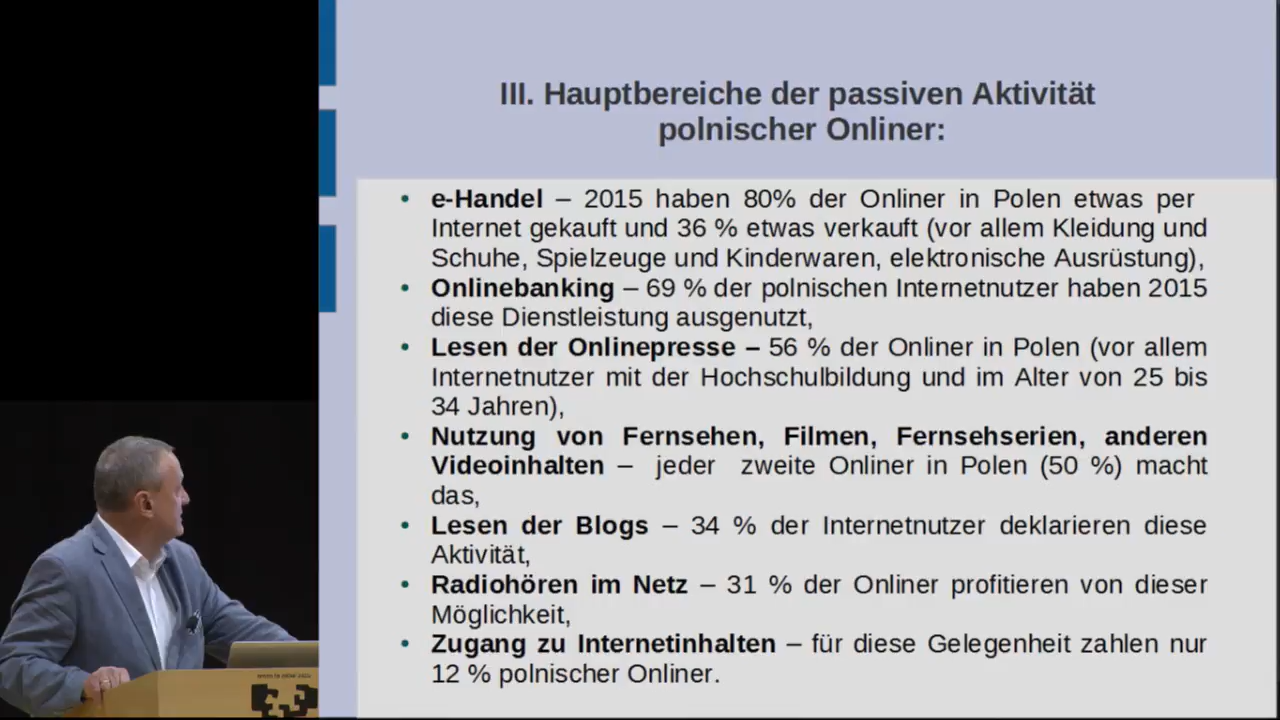 III. Hauptbereiche der passiven Aktivität
polnischer Onliner:
• e-Handel – 2015 haben 80% der Onliner in Polen etwas per
Internet gekauft und 36 % etwas verkauft (vor allem Kleidung und
Schuhe, Spielzeuge und Kinderwaren, elektronische Ausrüstung),
• Onlinebanking – 69 % der polnischen Internetnutzer haben 2015
diese Dienstleistung ausgenutzt,
• Lesen der Onlinepresse – 56 % der Onliner in Polen (vor allem
Internetnutzer mit der Hochschulbildung und im Alter von 25 bis
34 Jahren),
• Nutzung von Fernsehen, Filmen, Fernsehserien, anderen
Videoinhalten – jeder zweite Onliner in Polen (50 %) macht
das,
• Lesen der Blogs – 34 % der Internetnutzer deklarieren diese
Aktivität,
• Radiohören im Netz – 31 % der Onliner profitieren von dieser
Möglichkeit,
• Zugang zu Internetinhalten – für diese Gelegenheit zahlen nur
12 % polnischer Onliner.